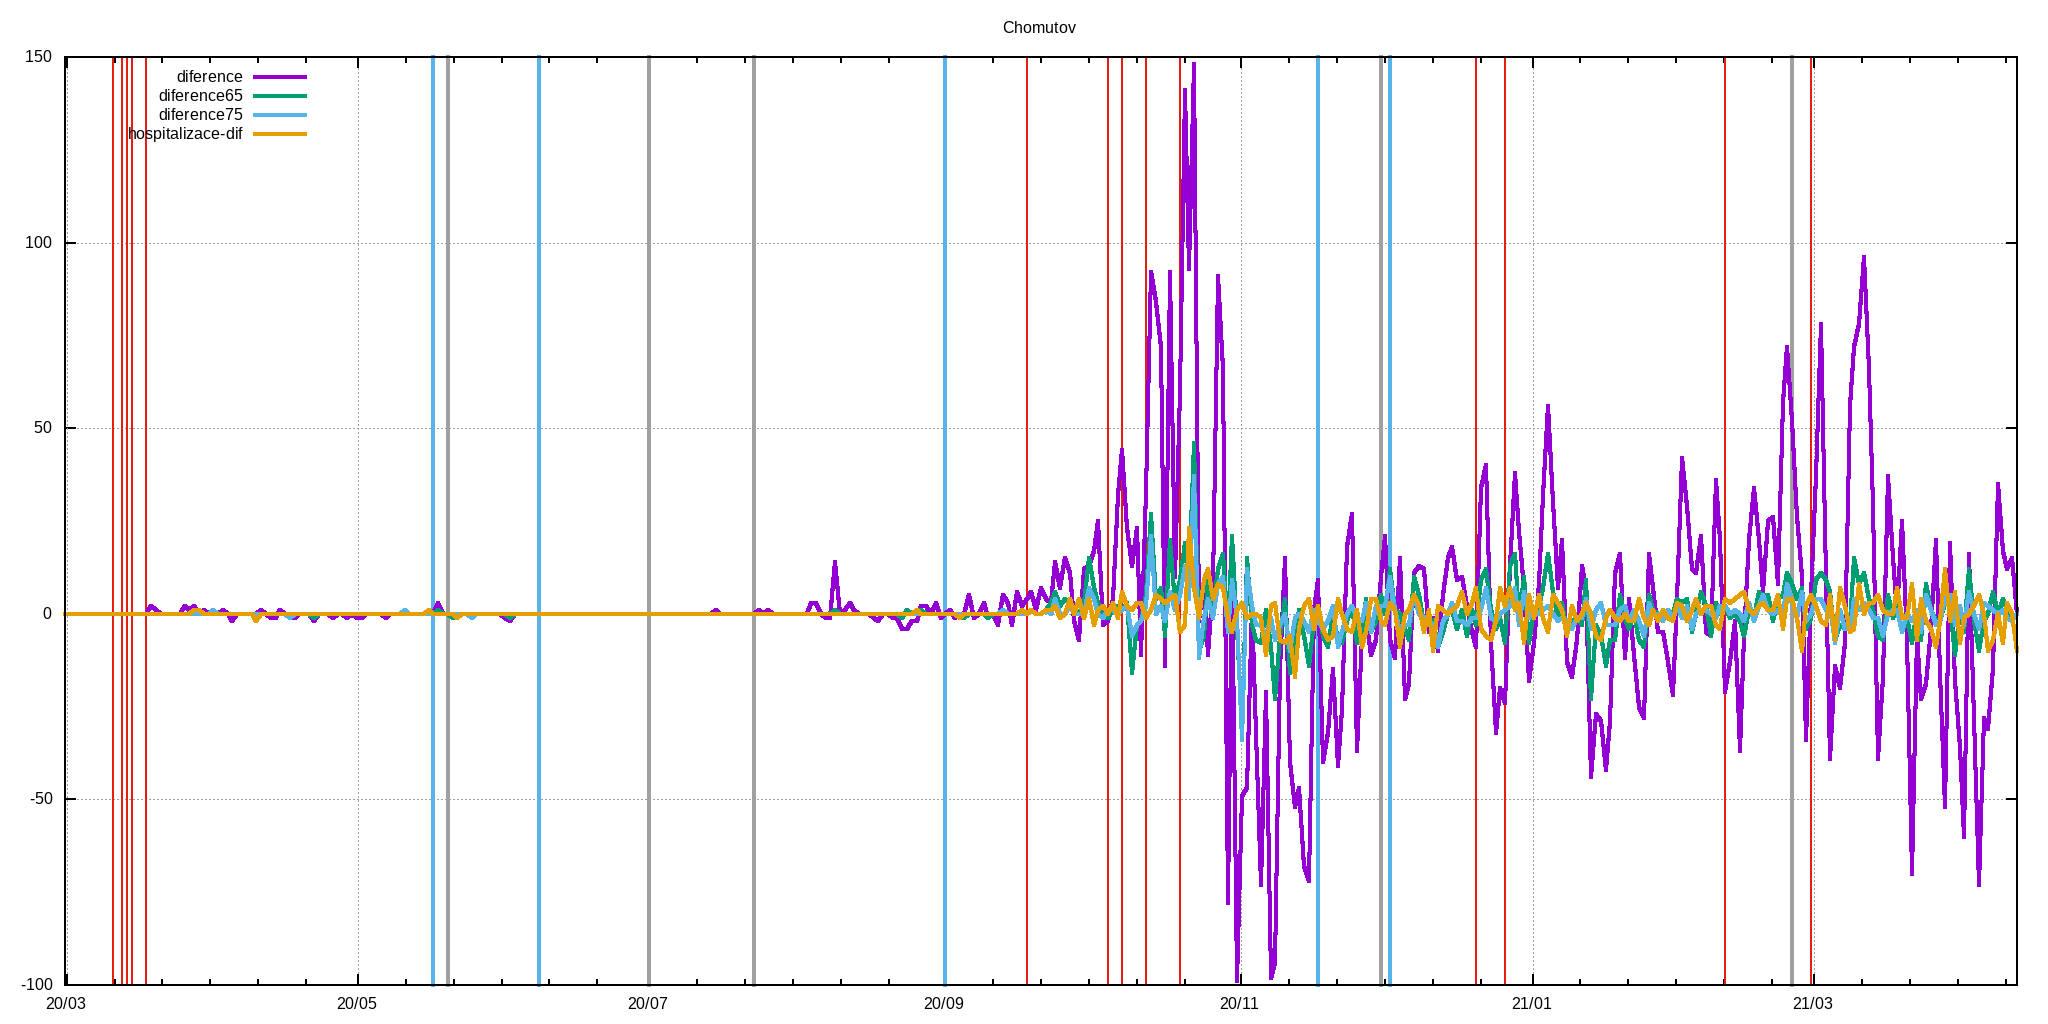 Chomutov
150
diference
diference65
diference75
hospitalizace-dif
100
50
0
-50
-100
20/03 20/05 20/07 20/09 20/11 21/01 21/03